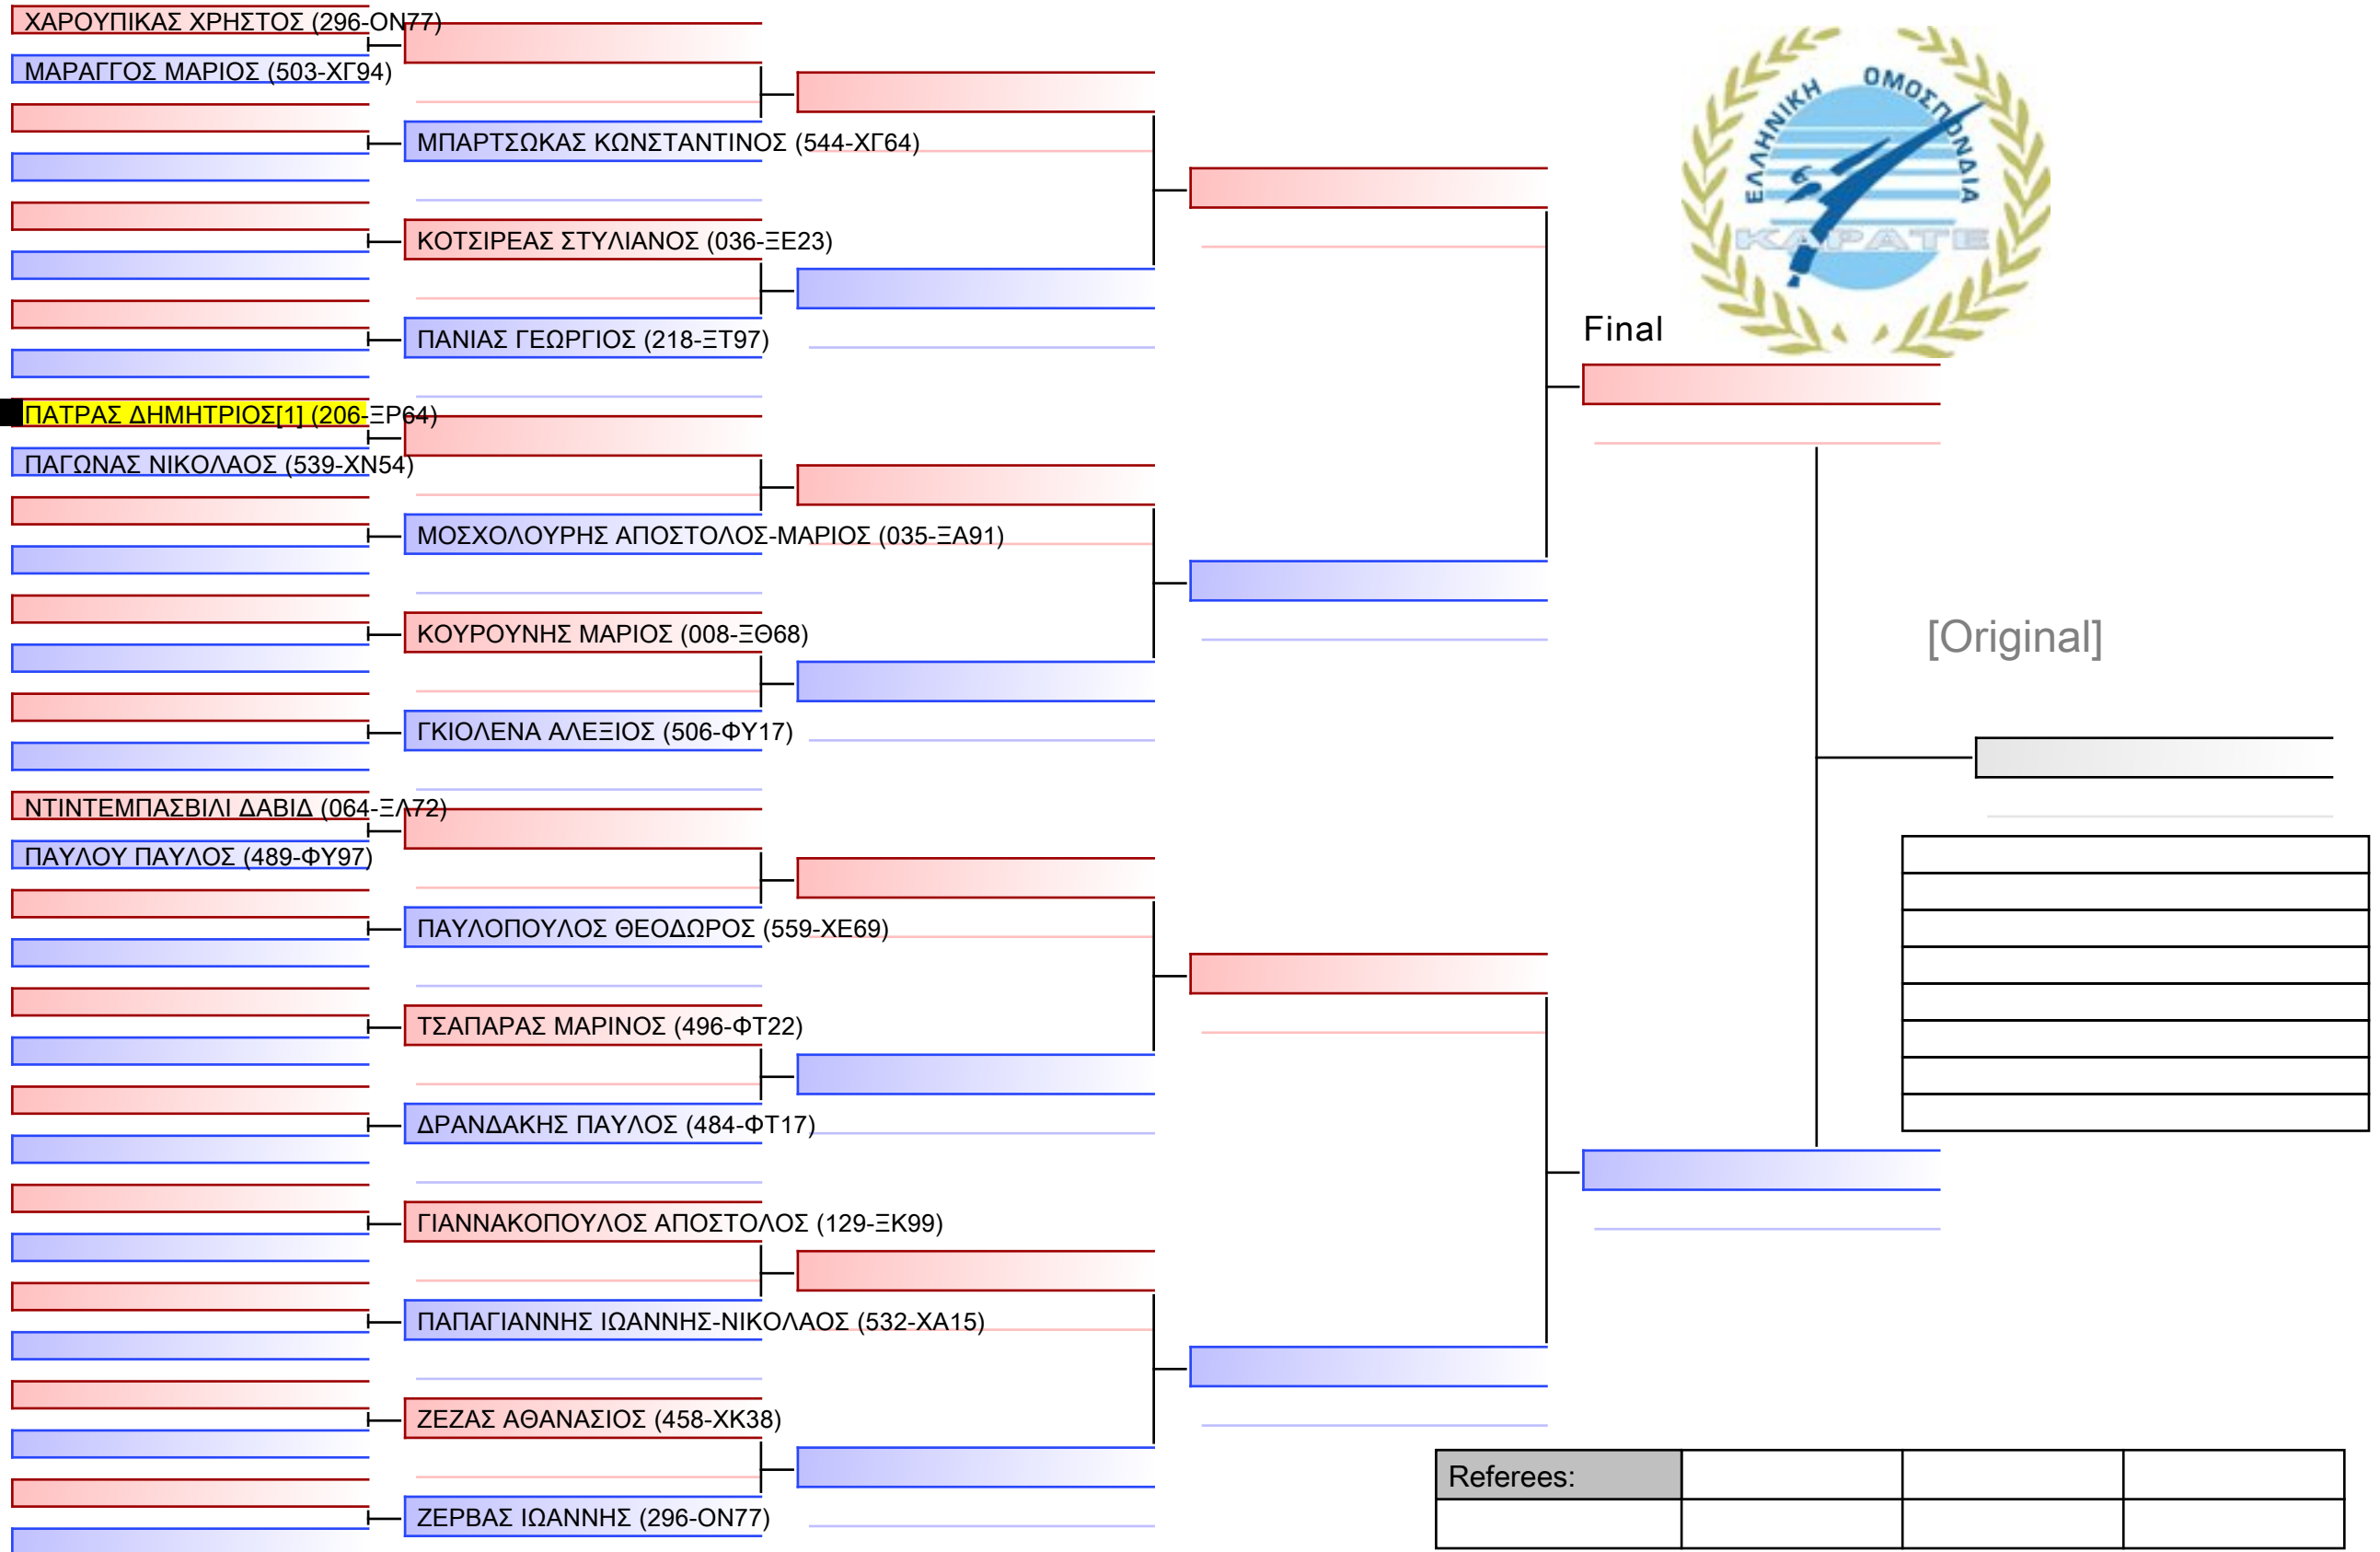 ΧΑΡΟΥΠΙΚΑΣ ΧΡΗΣΤΟΣ (296-ΟΝ77)
ΜΑΡΑΓΓΟΣ ΜΑΡΙΟΣ (503-ΧΓ94)
ΜΠΑΡΤΣΩΚΑΣ ΚΩΝΣΤΑΝΤΙΝΟΣ (544-ΧΓ64)
ΚΟΤΣΙΡΕΑΣ ΣΤΥΛΙΑΝΟΣ (036-ΞΕ23)
ΠΑΝΙΑΣ ΓΕΩΡΓΙΟΣ (218-ΞΤ97)
ΠΑΤΡΑΣ ΔΗΜΗΤΡΙΟΣ[1] (206-ΞΡ64)
ΠΑΓΩΝΑΣ ΝΙΚΟΛΑΟΣ (539-ΧΝ54)
ΜΟΣΧΟΛΟΥΡΗΣ ΑΠΟΣΤΟΛΟΣ-ΜΑΡΙΟΣ (035-ΞΑ91)
ΚΟΥΡΟΥΝΗΣ ΜΑΡΙΟΣ (008-ΞΘ68)
ΓΚΙΟΛΕΝΑ ΑΛΕΞΙΟΣ (506-ΦΥ17)
ΝΤΙΝΤΕΜΠΑΣΒΙΛΙ ΔΑΒΙΔ (064-ΞΛ72)
ΠΑΥΛΟΥ ΠΑΥΛΟΣ (489-ΦΥ97)
ΠΑΥΛΟΠΟΥΛΟΣ ΘΕΟΔΩΡΟΣ (559-ΧΕ69)
ΤΣΑΠΑΡΑΣ ΜΑΡΙΝΟΣ (496-ΦΤ22)
ΔΡΑΝΔΑΚΗΣ ΠΑΥΛΟΣ (484-ΦΤ17)
ΓΙΑΝΝΑΚΟΠΟΥΛΟΣ ΑΠΟΣΤΟΛΟΣ (129-ΞΚ99)
ΠΑΠΑΓΙΑΝΝΗΣ ΙΩΑΝΝΗΣ-ΝΙΚΟΛΑΟΣ (532-ΧΑ15)
ΖΕΖΑΣ ΑΘΑΝΑΣΙΟΣ (458-ΧΚ38)
ΖΕΡΒΑΣ ΙΩΑΝΝΗΣ (296-ΟΝ77)
ΕΛΛΗΝΙΚΗ ΟΜΟΣΠΟΝΔΙΑ
ΚΑΡΑΤΕ
Final
[Original]
Referees: